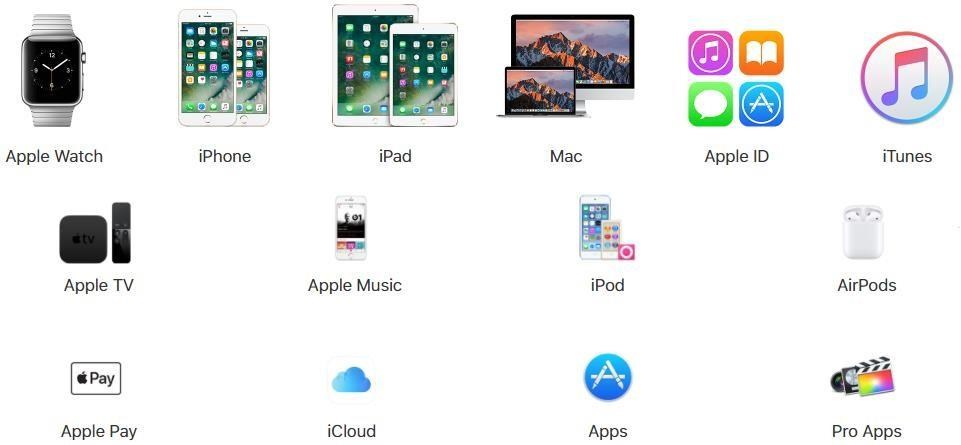 Apple Watch
iPhone
iPad
Mac
Apple ID
iTunes
tv
Apple TV
Apple Music
iPod
AirPods
Pay
Apple Pay
iCloud
Apps
Pro Apps